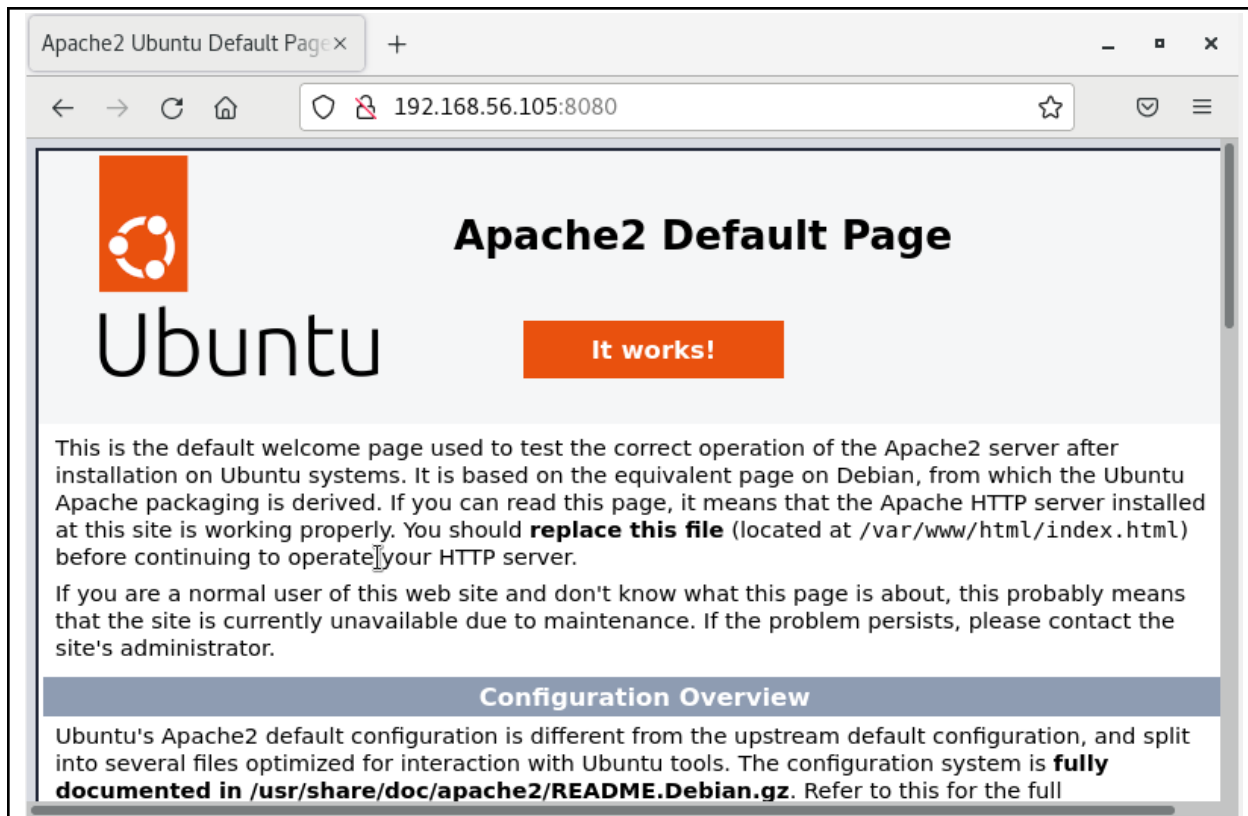 Apache2 Ubuntu Default Page
192.168.56.105:8080
Apache2 Default Page
Ubuntu
It works!
This is the default welcome page used to test the correct operation of the Apache2 server after
installation on Ubuntu systems. It is based on the equivalent page on Debian, from which the Ubuntu
Apache packaging is derived. If you can read this page, it means that the Apache HTTP server installed
at this site is working properly. You should replace this file (located at /var/www/html/index.html)
before continuing to operate your HTTP server.
If you are a normal user of this web site and don't know what this page is about, this probably means
that the site is currently unavailable due to maintenance. If the problem persists, please contact the
site's administrator.
Configuration Overview
Ubuntu's Apache2 default configuration is different from the upstream default configuration, and split
into several files optimized for interaction with Ubuntu tools. The configuration system is fully
documented in /usr/share/doc/apache2/README.Debian.gz. Refer to this for the full